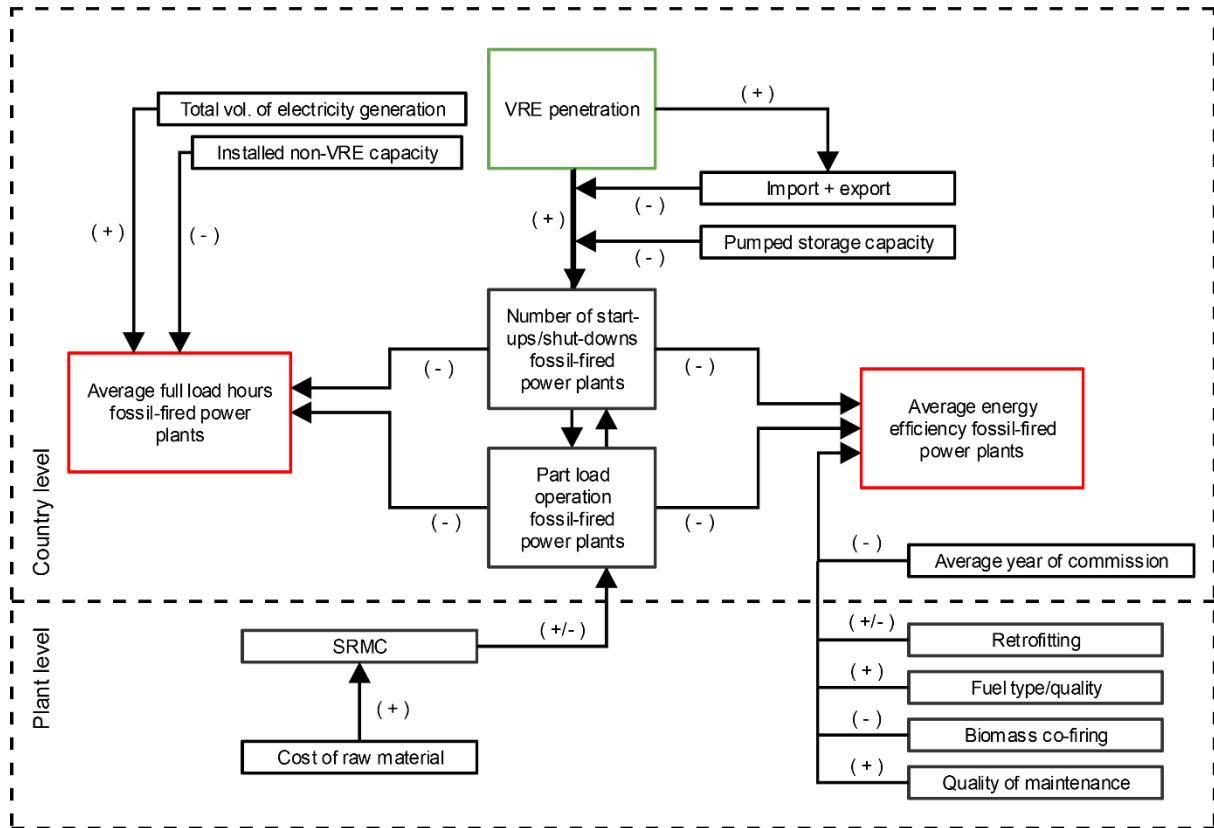 Total vol. of electricity generation
Installed non-VRE capacity
VRE penetration
( + )
Import + export
( - )
( + )
Pumped storage capacity
( - )
( + )
( - )
Number of start-
ups/shut-downs
fossil-fired
power plants
( - )
( - )
Average full load hours
fossil-fired power
plants
Average energy
efficiency fossil-fired
power plants
Part load
operation
fossil-fired
power plants
( - )
( - )
Country level
( - )
Average year of commission
Plant level
SRMC
( +/- )
( + )
Cost of raw material
( +/- )
Retrofitting
( + )
Fuel type/quality
( - )
Biomass co-firing
( + )
Quality of maintenance